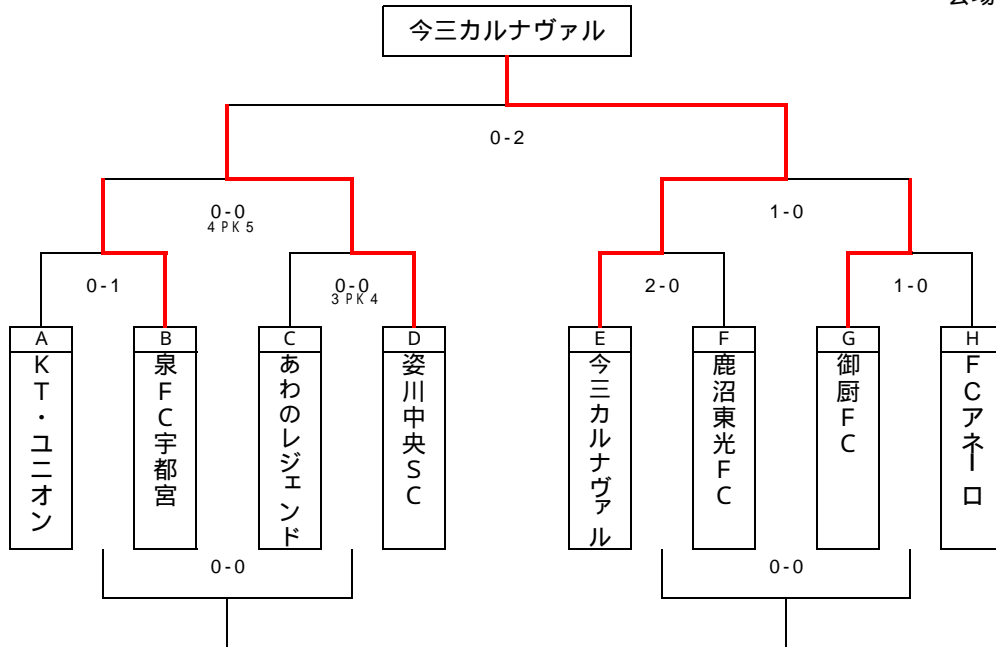 会場
今三カルナヴァル
0-2
0-0
4 PK 5
1-0
0-1
0-0
3 PK 4
2-0
1-0
A
B
C
D
E
F
G
H
KT・ユニオン
泉FC宇都宮
あわのレジェンド
姿川中央SC
今三カルナヴァル
鹿沼東光FC
御厨FC
FCアネーロ
0-0
0-0